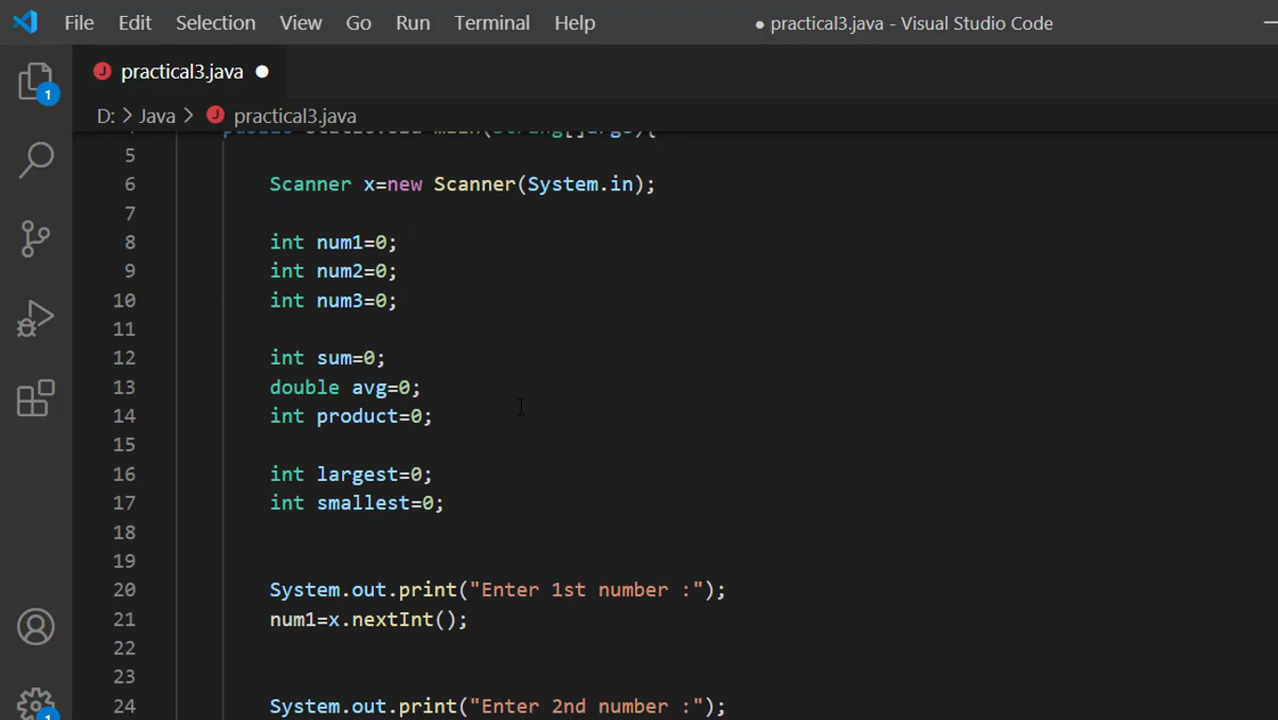 File Edit Selection View Go Run Terminal Help ● practical3.java - Visual Studio Code
J practical3.java ●
1
D: > Java > J practical3.java
5
6 Scanner x=new Scanner(System.in);
7
8 int num1=0;
9 int num2=0;
10 int num3=0;
11
12 int sum=0;
13 double avg=0;
14 int product=0;
15
16 int largest=0;
17 int smallest=0;
18
19
20 System.out.print("Enter 1st number :");
21 num1=x.nextInt();
22
23
24 System.out.print("Enter 2nd number :");
1